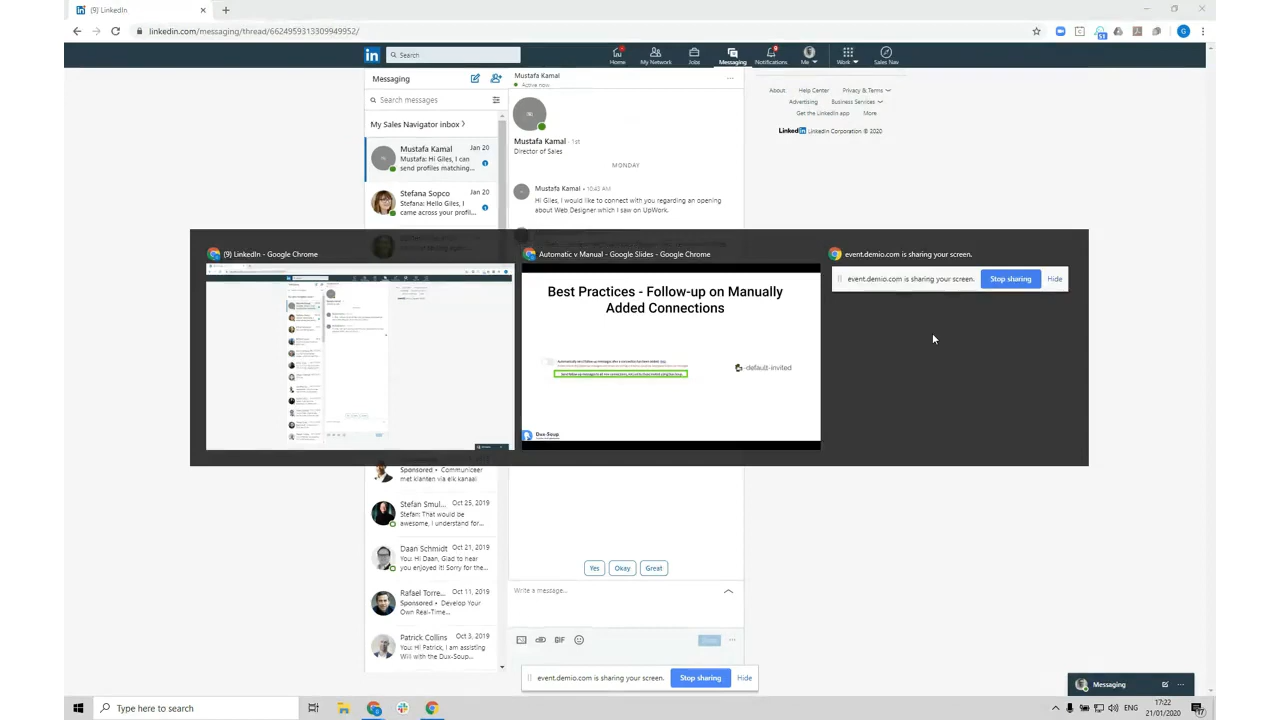 (9) LinkedIn
linkedin.com/messaging/thread/6624959313309949952/
51
G
in
Search
Home
My Network
Jobs
Messaging
Notifications
Me
Work
Sales Nav
Messaging
Search messages
My Sales Navigator inbox
Mustafa Kamal Jan 20
Mustafa: Hi Giles, I can
send profiles matching...
Stefana Sopco Jan 20
Stefana: Hello Giles, I
came across your profil...
Mustafa Kamal
Active now
Mustafa Kamal · 1st
Director of Sales
MONDAY
Mustafa Kamal • 10:43 AM
Hi Giles, I would like to connect with you regarding an opening
about Web Designer which I saw on UpWork.
About Help Center Privacy & Terms
Advertising Business Services
Get the LinkedIn app More
Linkedin LinkedIn Corporation © 2020
(9) LinkedIn - Google Chrome
Automatic v Manual - Google Slides - Google Chrome
Best Practices - Follow-up on Manually
Added Connections
-default-invited
Dux-Soup
event.demio.com is sharing your screen.
event.demio.com is sharing your screen. Stop sharing Hide
Sponsored • Communiceer
met klanten via elk kanaal
Stefan Smul... Oct 25, 2019
Stefan: That would be
awesome, I understand for...
Daan Schmidt Oct 21, 2019
You: Hi Daan, Glad to hear
you enjoyed it! Sorry for the...
Rafael Torre... Oct 11, 2019
Sponsored • Develop Your
Own Real-Time...
Patrick Collins Oct 3, 2019
You: Hi Patrick, I am assisting
Will with the Dux-Soup...
Yes Okay Great
Write a message...
GIF
event.demio.com is sharing your screen. Stop sharing Hide
Messaging
Type here to search
ENG
17:22
21/01/2020